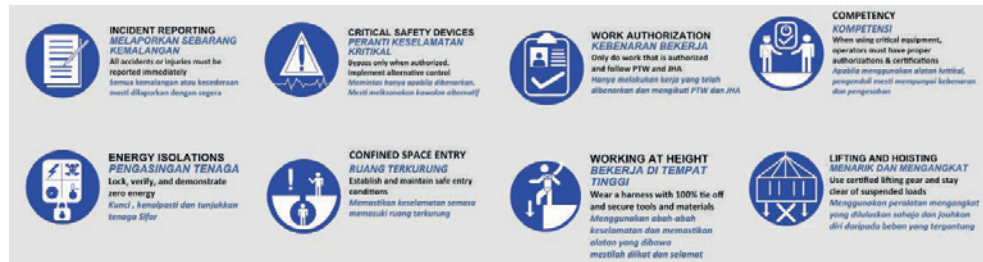 INCIDENT REPORTING
MELAPORKAN SEBARANG
KEMALANGAN
All accidents or injuries must be
reported immediately
Semua kemalangan atau kecederaan
mesti dilaporkan dengan segera
CRITICAL SAFETY DEVICES
PERANTI KESELAMATAN
KRITIKAL
Bypass only when authorized.
Implement alternative control
Memintas hanya apabila dibenarkan.
Mesti melksanakan kawalan alternatif
WORK AUTHORIZATION
KEBENARAN BEKERJA
Only do work that is authorized
and follow PTW and JHA
Hanya melakukan kerja yang telah
dibenarkan dan mengikuti PTW dan JHA
COMPETENCY
KOMPETENSI
When using critical equipment,
operators must have proper
authorizations & certifications
Apabila menggunakan alatan kritikal,
pengendali mesti mempunyai kebenaran
dan pengesahan
ENERGY ISOLATIONS
PENGASINGAN TENAGA
Lock, verify, and demonstrate
zero energy
Kunci , kenalpasti dan tunjukkan
tenaga Sifar
CONFINED SPACE ENTRY
RUANG TERKURUNG
Establish and maintain safe entry
conditions
Memastikan keselamatan semasa
memasuki ruang terkurung
WORKING AT HEIGHT
BEKERJA DI TEMPAT
TINGGI
Wear a harness with 100% tie off
and secure tools and materials
Menggunakan abah-abah
keselamatan dan memastikan
alatan yang dibawa
mestilah diikat dan selamat
LIFTING AND HOISTING
MENARIK DAN MENGANGKAT
Use certified lifting gear and stay
clear of suspended loads
Menggunakan peralatan mengangkat
yang diluluskan sahaja dan jauhkan
diri daripada beban yang tergantung